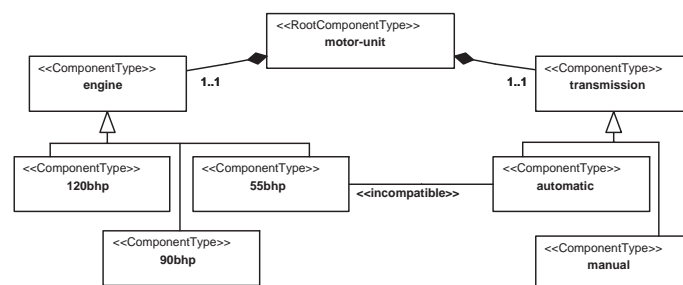 <<RootComponentType>>
motor-unit
<<ComponentType>>
engine
1..1
1..1
<<ComponentType>>
transmission
<<ComponentType>>
120bhp
<<ComponentType>>
55bhp
<<incompatible>>
<<ComponentType>>
automatic
<<ComponentType>>
90bhp
<<ComponentType>>
manual